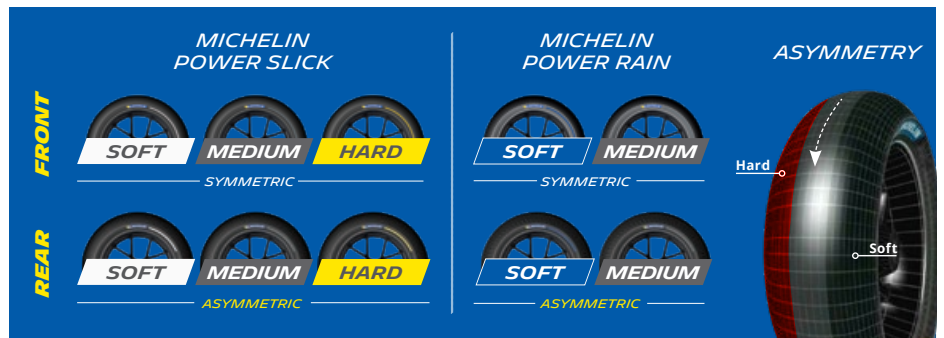 MICHELIN
POWER SLICK
MICHELIN
POWER RAIN
ASYMMETRY
FRONT
SOFT
MEDIUM
HARD
SOFT
MEDIUM
SYMMETRIC
SYMMETRIC
Hard
REAR
SOFT
MEDIUM
HARD
SOFT
MEDIUM
Soft
ASYMMETRIC
ASYMMETRIC